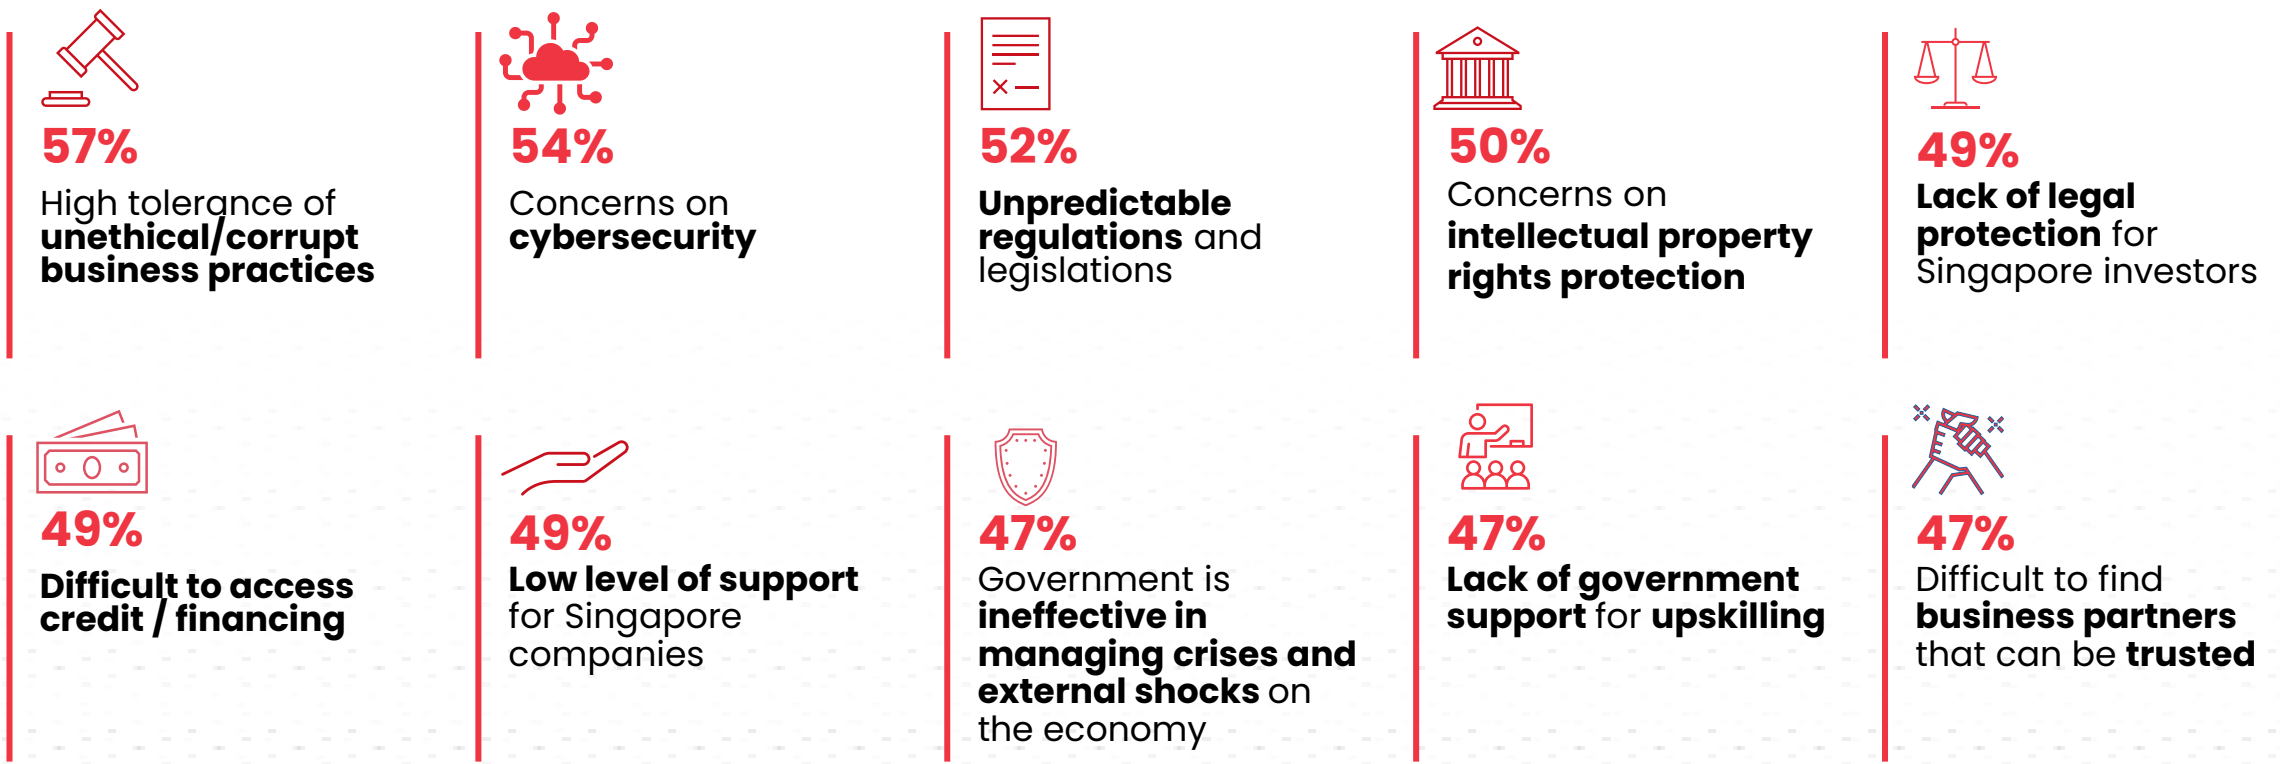 57%
High tolerance of
unethical/corrupt
business practices
54%
Concerns on
cybersecurity
52%
Unpredictable
regulations and
legislations
50%
Concerns on
intellectual property
rights protection
49%
Lack of legal
protection for
Singapore investors
49%
Difficult to access
credit / financing
49%
Low level of support
for Singapore
companies
47%
Government is
ineffective in
managing crises and
external shocks on
the economy
47%
Lack of government
support for upskilling
47%
Difficult to find
business partners
that can be trusted